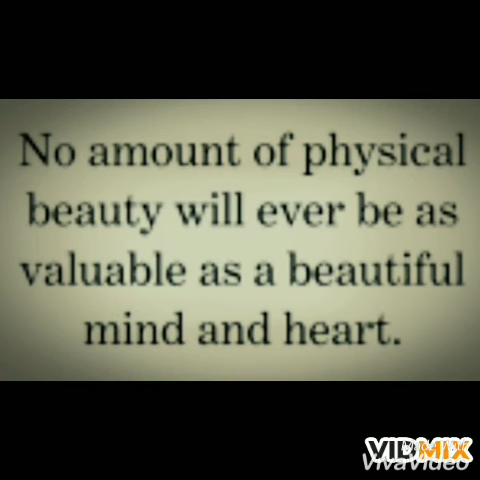 No amount of physical
beauty will ever be as
valuable as a beautiful
mind and heart.
VIDMIX
VivaVideo